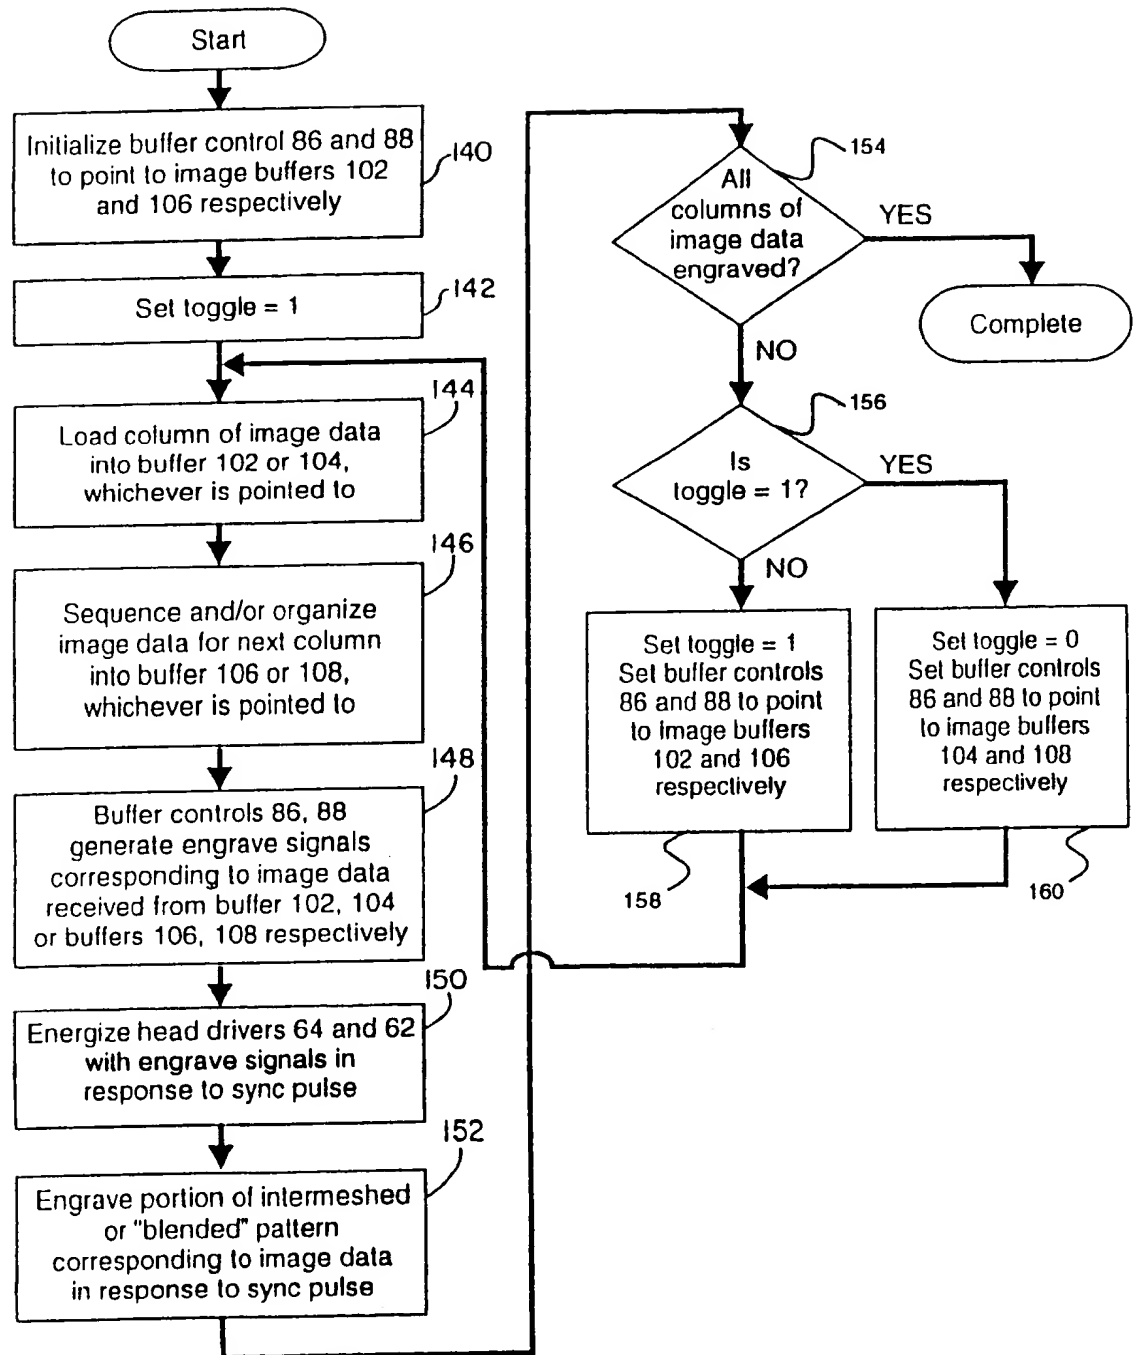 Start
Initialize buffer control 86 and 88
to point to image buffers 102
and 106 respectively
140
Set toggle = 1
142
144
Load column of image data
into buffer 102 or 104,
whichever is pointed to
146
Sequence and/or organize
image data for next column
into buffer 106 or 108,
whichever is pointed to
148
Buffer controls 86, 88
generate engrave signals
corresponding to image data
received from buffer 102, 104
or buffers 106, 108 respectively
150
Energize head drivers 64 and 62
with engrave signals in
response to sync pulse
152
Engrave portion of intermeshed
or "blended" pattern
corresponding to image data
in response to sync pulse
154
All
columns of
image data
engraved?
YES
Complete
NO
156
Is
toggle = 1?
YES
NO
Set toggle = 1
Set buffer controls
86 and 88 to point
to image buffers
102 and 106
respectively
158
Set toggle = 0
Set buffer controls
86 and 88 to point
to image buffers
104 and 108
respectively
160